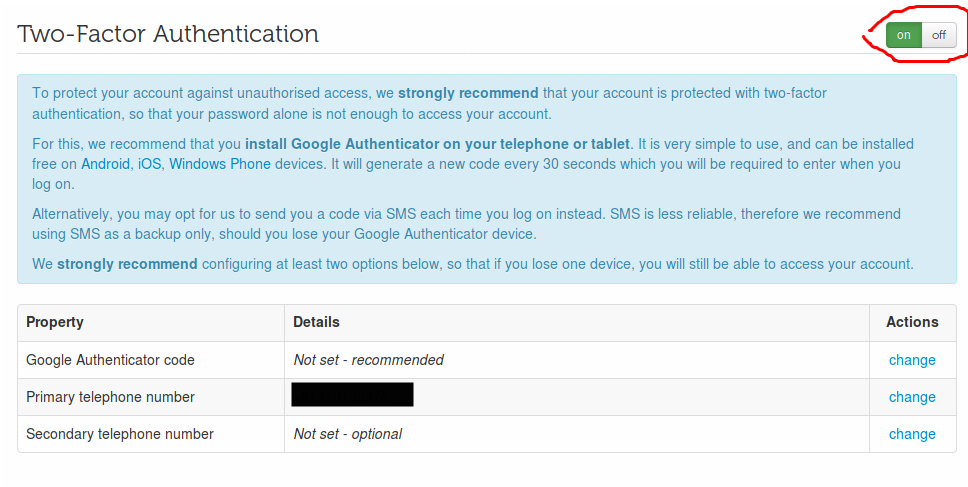 Two-Factor Authentication
on off
To protect your account against unauthorised access, we strongly recommend that your account is protected with two-factor
authentication, so that your password alone is not enough to access your account.
For this, we recommend that you install Google Authenticator on your telephone or tablet. It is very simple to use, and can be installed
free on Android, iOS, Windows Phone devices. It will generate a new code every 30 seconds which you will be required to enter when you
log on.
Alternatively, you may opt for us to send you a code via SMS each time you log on instead. SMS is less reliable, therefore we recommend
using SMS as a backup only, should you lose your Google Authenticator device.
We strongly recommend configuring at least two options below, so that if you lose one device, you will still be able to access your account.
Property Details Actions
Google Authenticator code Not set - recommended change
Primary telephone number change
Secondary telephone number Not set - optional change